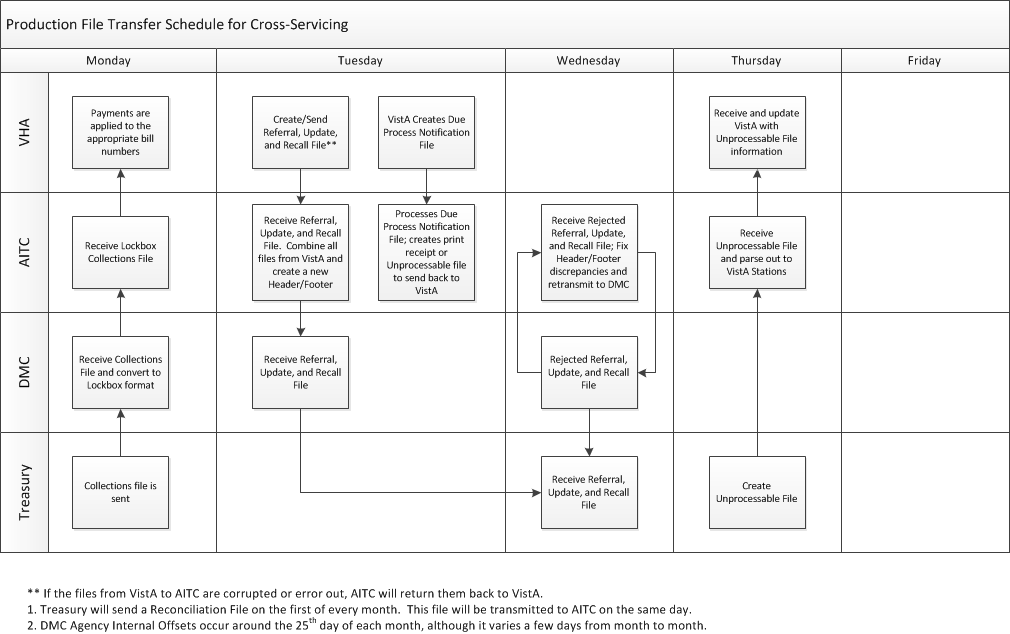 Production File Transfer Schedule for Cross-Servicing
Monday
Tuesday
Wednesday
Thursday
Friday
VHA
Payments are
applied to the
appropriate bill
numbers
Create/Send
Referral, Update,
and Recall File**
VistA Creates Due
Process Notification
File
Receive and update
VistA with
Unprocessable File
information
AITC
Receive Lockbox
Collections File
Receive Referral,
Update, and Recall
File.  Combine all
files from VistA and
create a new
Header/Footer
Processes Due
Process Notification
File; creates print
receipt or
Unprocessable file
to send back to
VistA
Receive Rejected
Referral, Update,
and Recall File; Fix
Header/Footer
discrepancies and
retransmit to DMC
Receive
Unprocessable File
and parse out to
VistA Stations
DMC
Receive Collections
File and convert to
Lockbox format
Receive Referral,
Update, and Recall
File
Rejected Referral,
Update, and Recall
File
Treasury
Collections file is
sent
Receive Referral,
Update, and Recall
File
Create
Unprocessable File
** If the files from VistA to AITC are corrupted or error out, AITC will return them back to VistA.
1. Treasury will send a Reconciliation File on the first of every month.  This file will be transmitted to AITC on the same day.
2. DMC Agency Internal Offsets occur around the 25th day of each month, although it varies a few days from month to month.